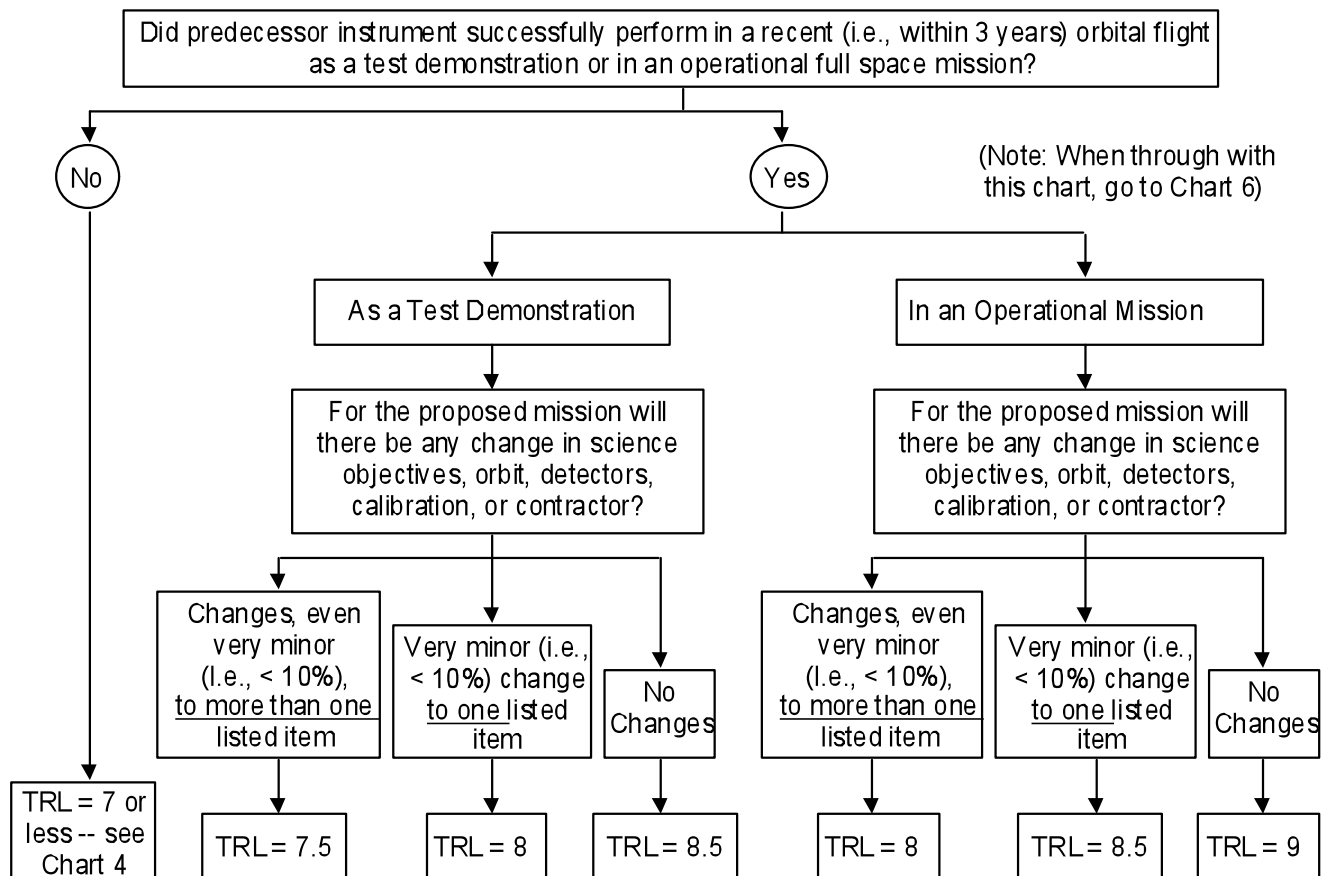 Did predecessor instrument successfully perform in a recent (i.e., within 3 years) orbital flight
as a test demonstration or in an operational full space mission?
No
Yes
(Note: When through with
this chart, go to Chart 6)
As a Test Demonstration
In an Operational Mission
For the proposed mission will
there be any change in science
objectives, orbit, detectors,
calibration, or contractor?
For the proposed mission will
there be any change in science
objectives, orbit, detectors,
calibration, or contractor?
Changes, even
very minor
(I.e., < 10%),
to more than one
listed item
Very minor (i.e.,
< 10%) change
to one listed
item
No
Changes
Changes, even
very minor
(I.e., < 10%),
to more than one
listed item
Very minor (i.e.,
< 10%) change
to one listed
item
No
Changes
TRL = 7 or
less -- see
Chart 4
TRL = 7.5
TRL = 8
TRL = 8.5
TRL = 8
TRL = 8.5
TRL = 9